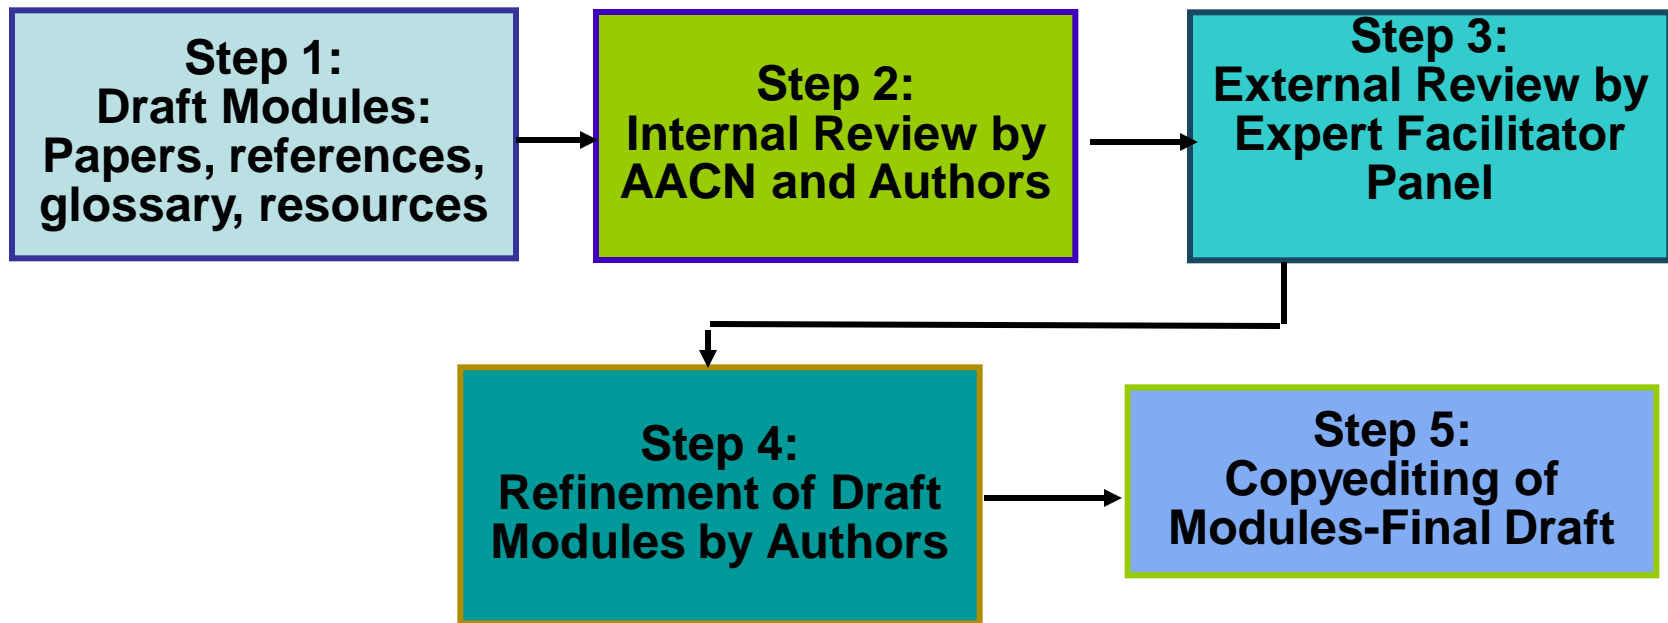 Step 1:
Draft Modules:
Papers, references,
glossary, resources
Step 2:
Internal Review by
AACN and Authors
Step 3:
External Review by
Expert Facilitator
Panel
Step 4:
Refinement of Draft
Modules by Authors
Step 5:
Copyediting of
Modules-Final Draft